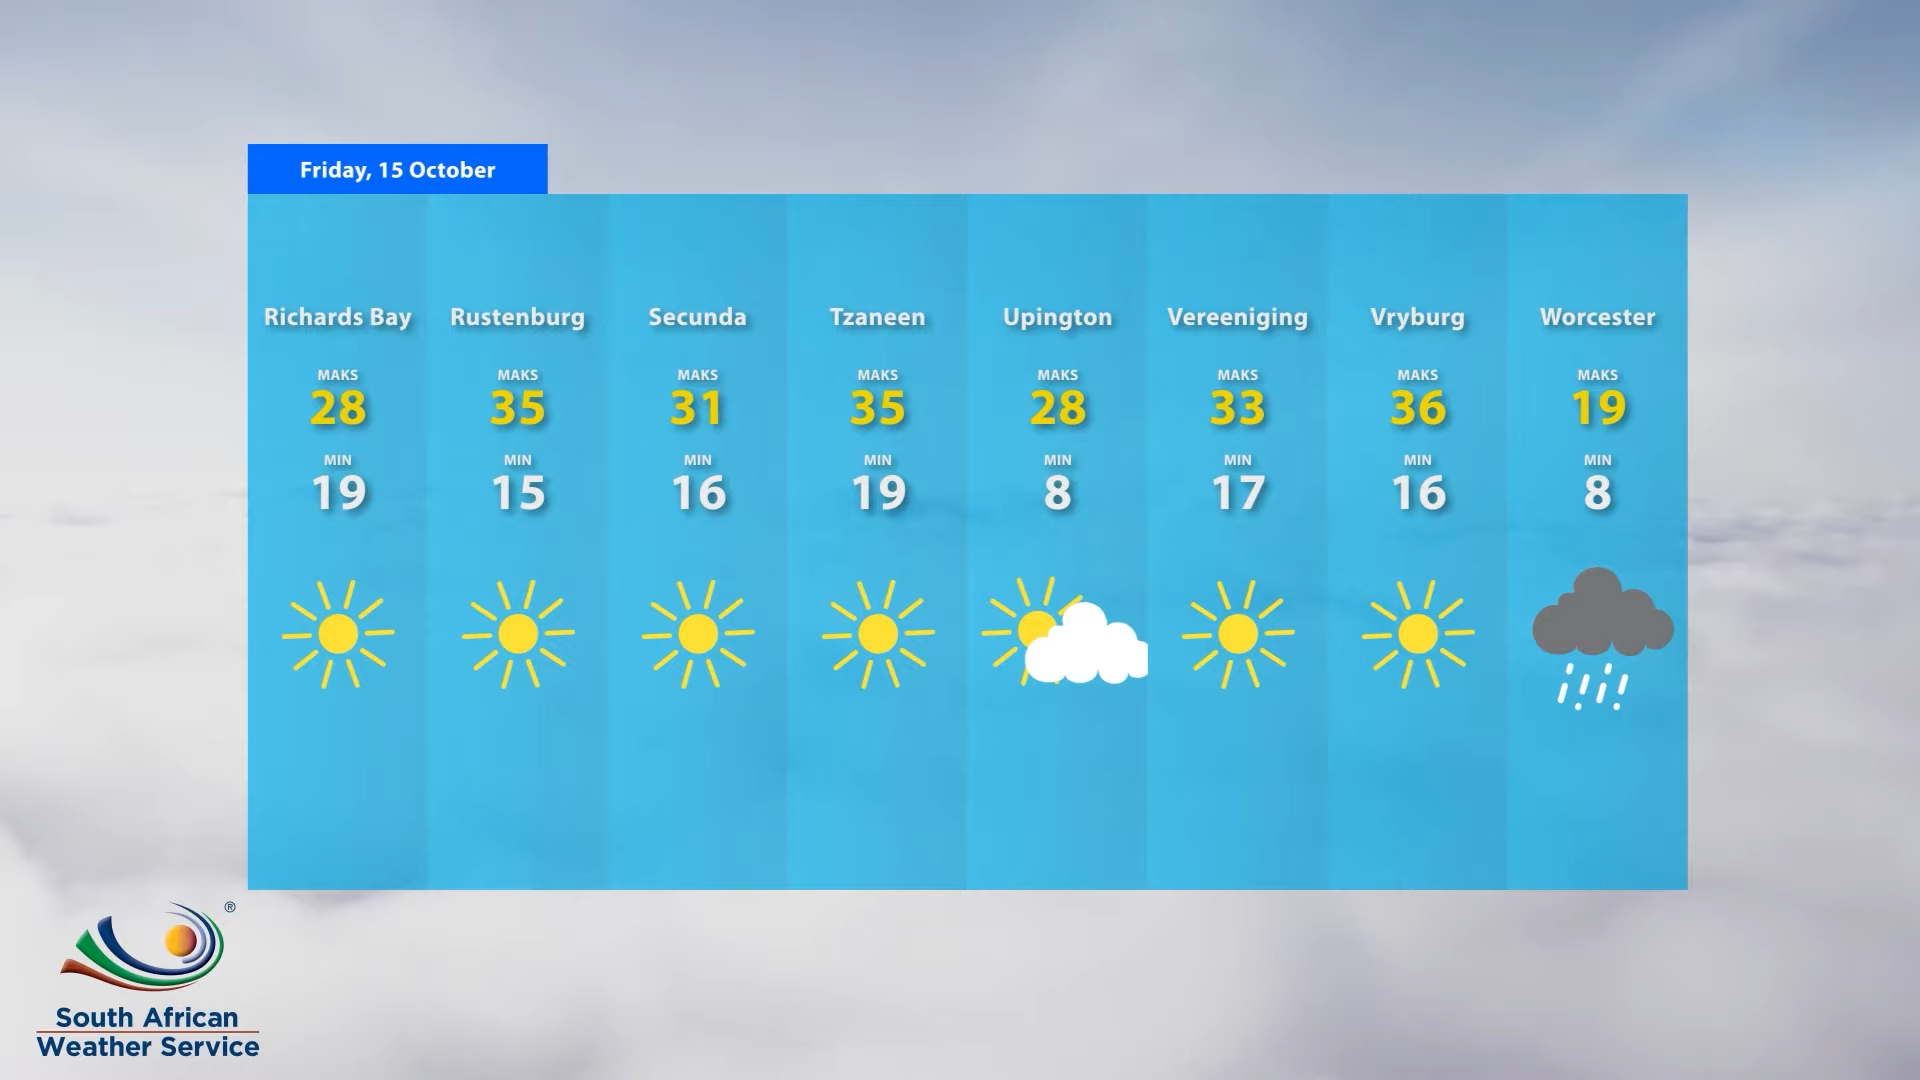 Friday, 15 October
Richards Bay
MAKS
28
MIN
19
Rustenburg
MAKS
35
MIN
15
Secunda
MAKS
31
MIN
16
Tzaneen
MAKS
35
MIN
19
Upington
MAKS
28
MIN
8
Vereeniging
MAKS
33
MIN
17
Vryburg
MAKS
36
MIN
16
Worcester
MAKS
19
MIN
8
®
South African
Weather Service